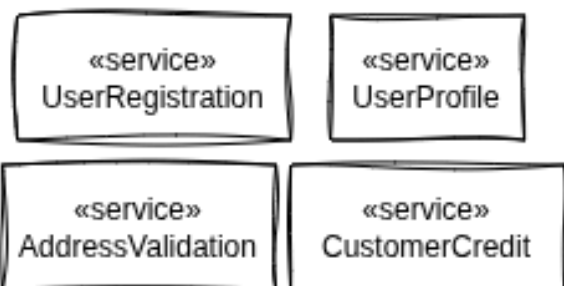 «service»
UserRegistration
«service»
UserProfile
«service»
AddressValidation
«service»
CustomerCredit